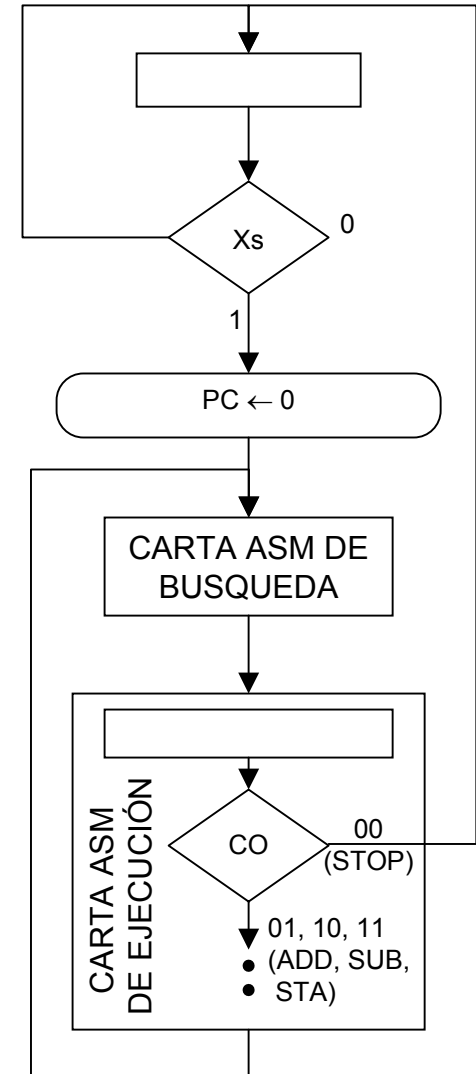 Xs
0
1
PC ← 0
CARTA ASM DE
BUSQUEDA
CARTA ASM
DE EJECUCIÓN
CO
00
(STOP)
01, 10, 11
(ADD, SUB,
STA)